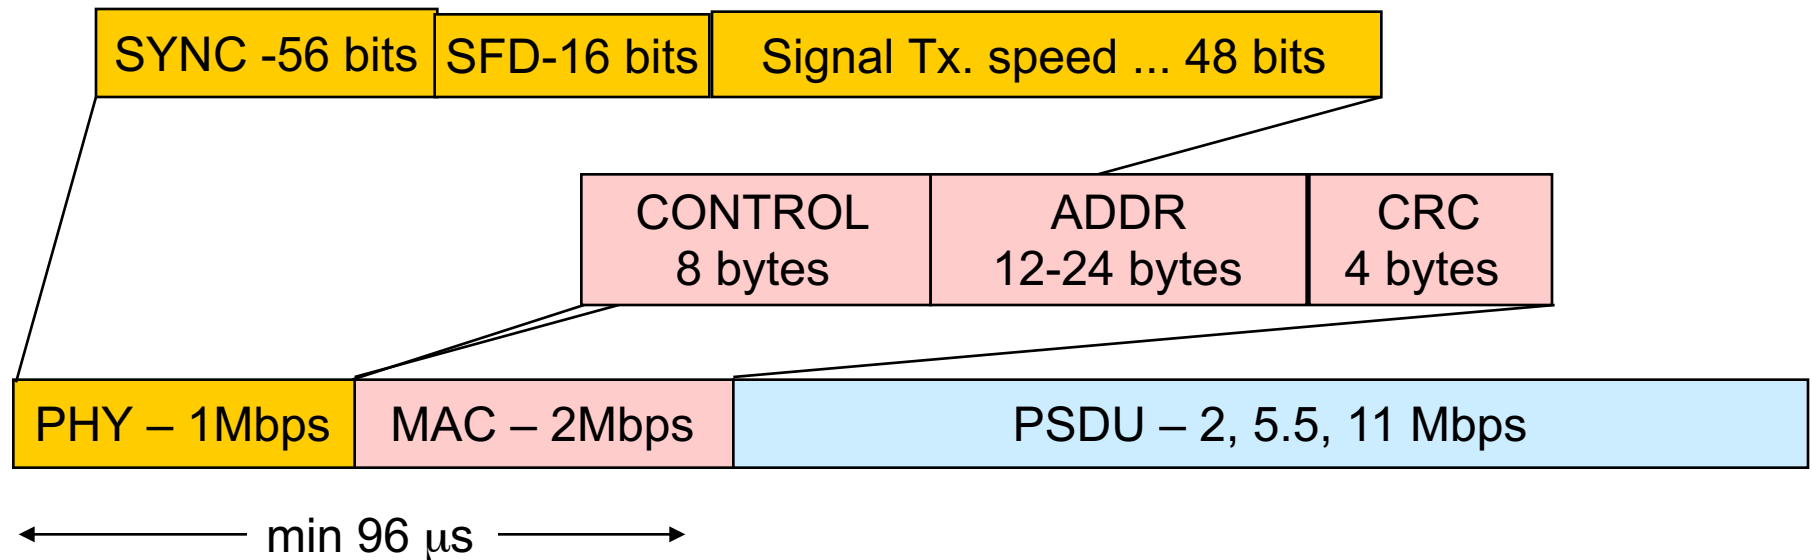 SYNC -56 bits SFD-16 bits Signal Tx. speed ... 48 bits
CONTROL ADDR CRC
8 bytes 12-24 bytes 4 bytes
PHY – 1Mbps MAC – 2Mbps PSDU – 2, 5.5, 11 Mbps
min 96 μs